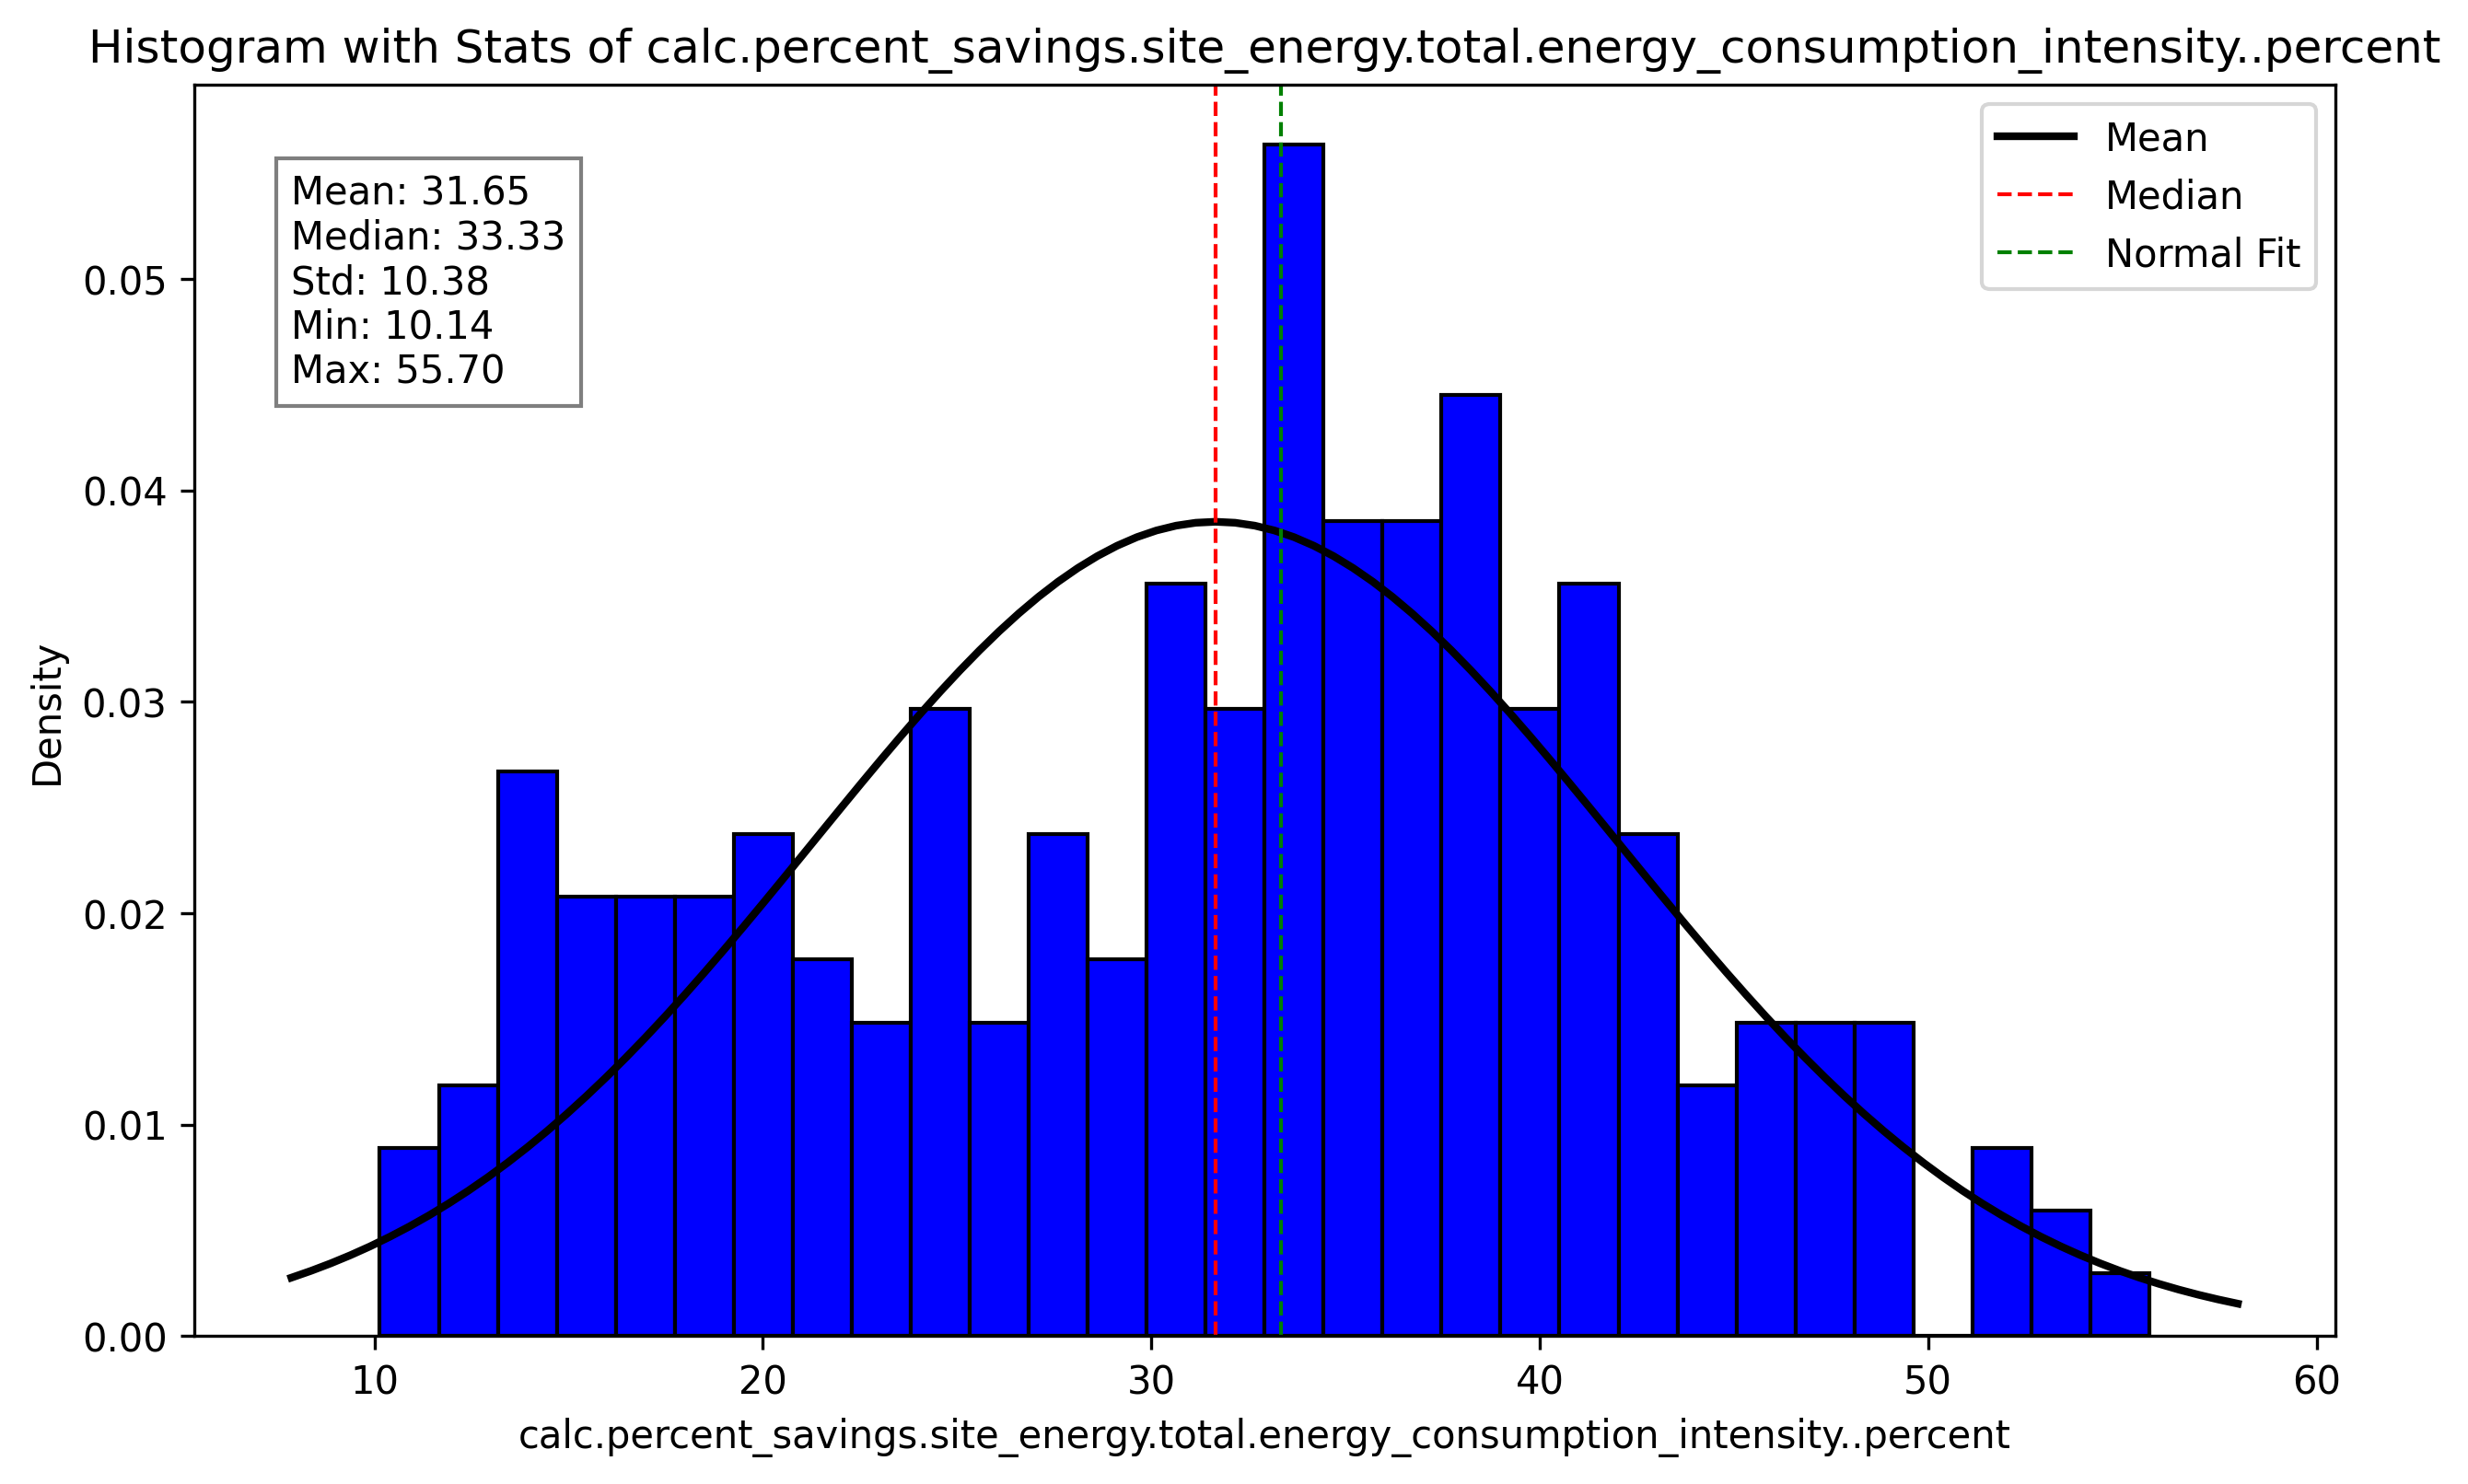 Histogram with Stats of calc.percent_savings.site_energy.total.energy_consumption_intensity..percent
Mean: 31.65
Median: 33.33
Std: 10.38
Min: 10.14
Max: 55.70
Mean
Median
Normal Fit
Density
0.05
0.04
0.03
0.02
0.01
0.00
10 20 30 40 50 60
calc.percent_savings.site_energy.total.energy_consumption_intensity..percent